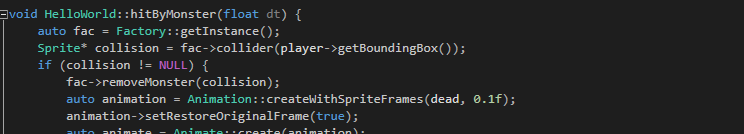 void HelloWorld::hitByMonster(float dt) {
    auto fac = Factory::getInstance();
    Sprite* collision = fac->collider(player->getBoundingBox());
    if (collision != NULL) {
        fac->removeMonster(collision);
        auto animation = Animation::createWithSpriteFrames(dead, 0.1f);
        animation->setRestoreOriginalFrame(true);
        auto animate = Animate::create(animation);